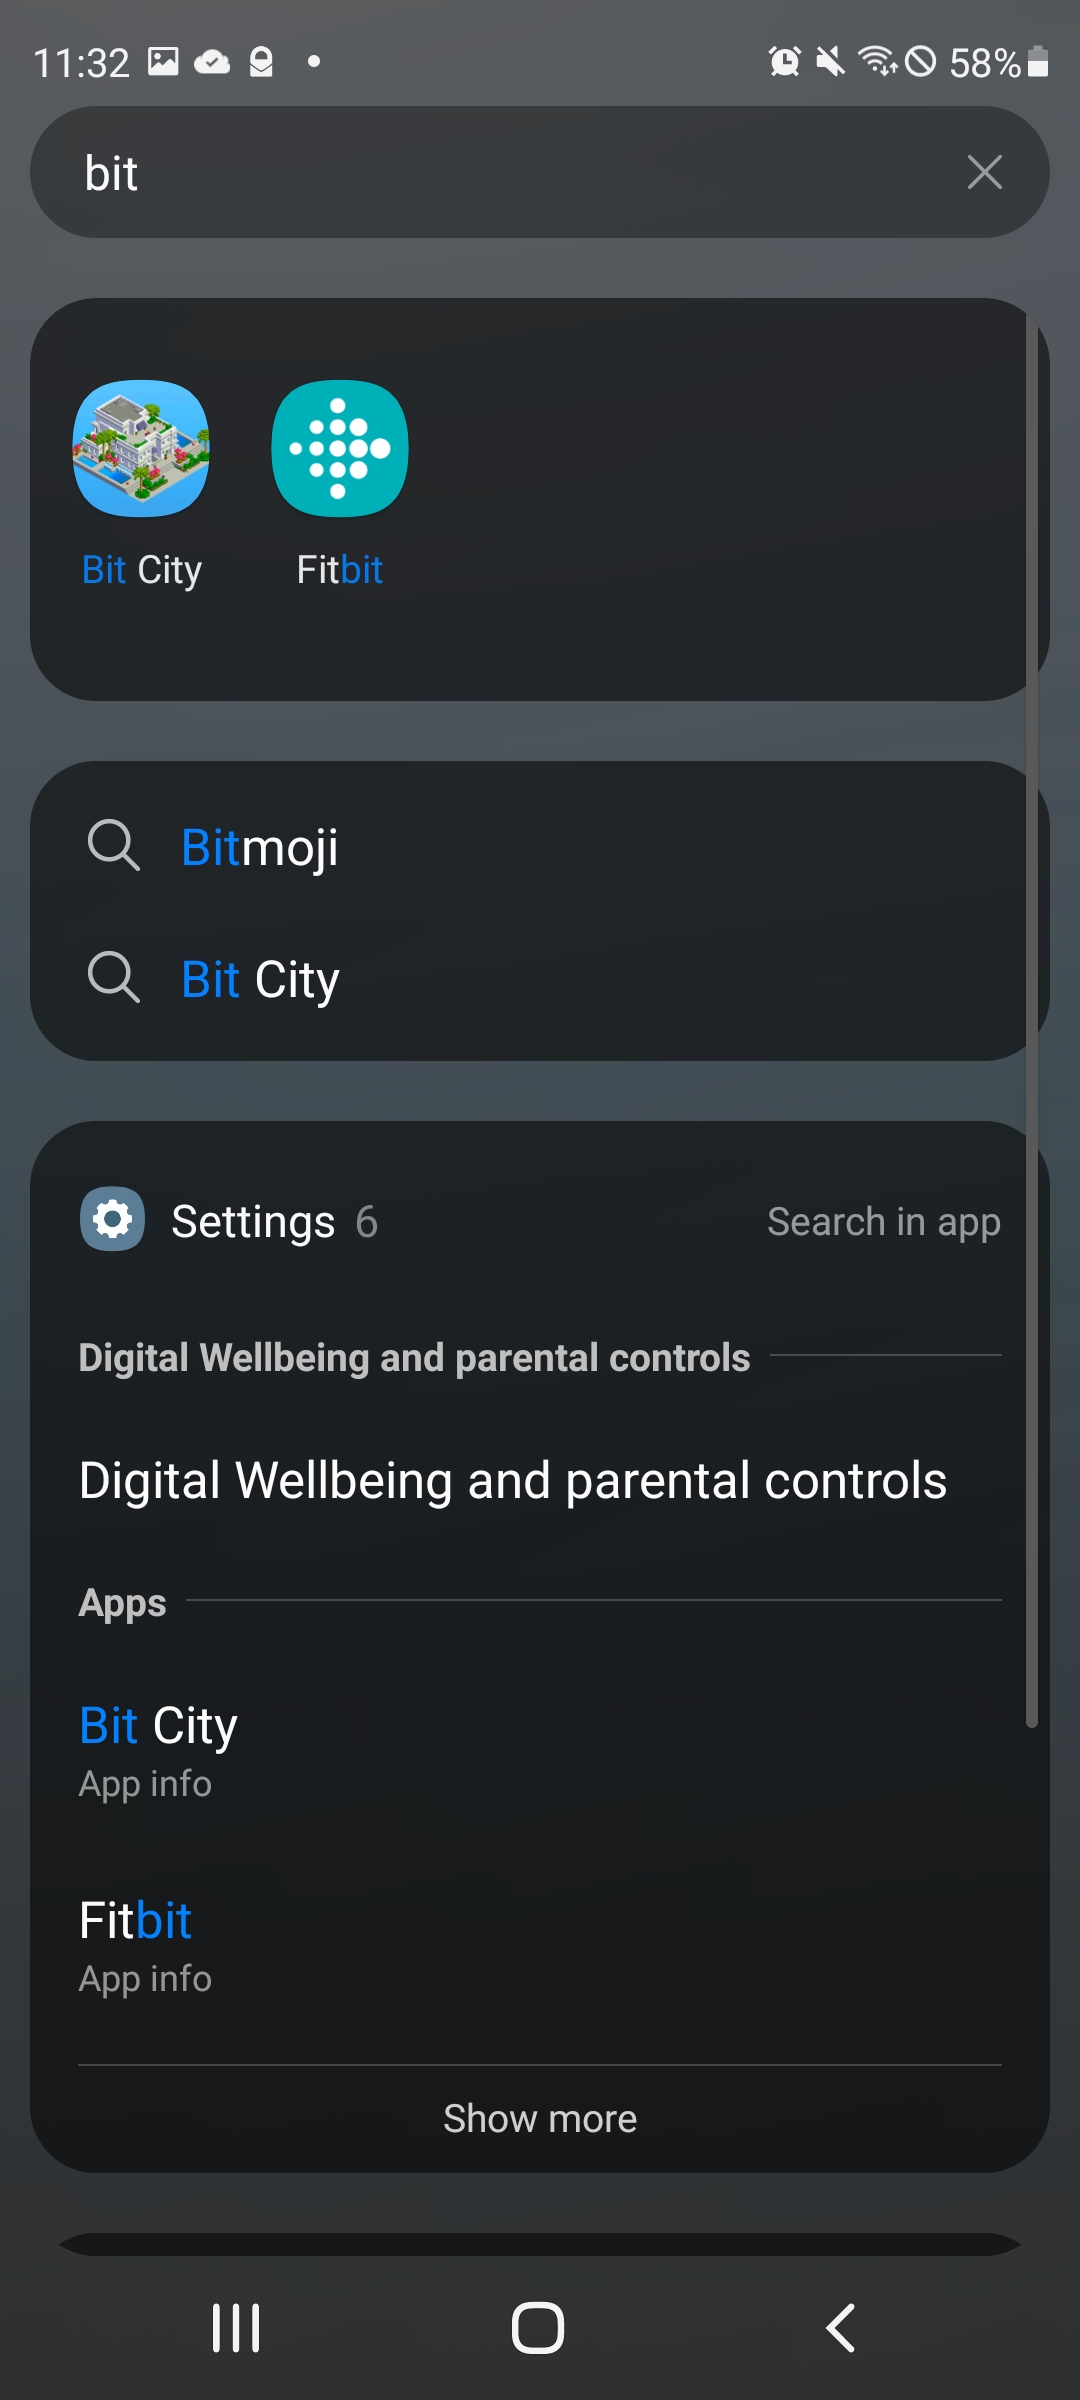 11:32
58%
bit
Bit City
Fitbit
Bitmoji
Bit City
Settings 6
Search in app
Digital Wellbeing and parental controls
Digital Wellbeing and parental controls
Apps
Bit City
App info
Fitbit
App info
Show more